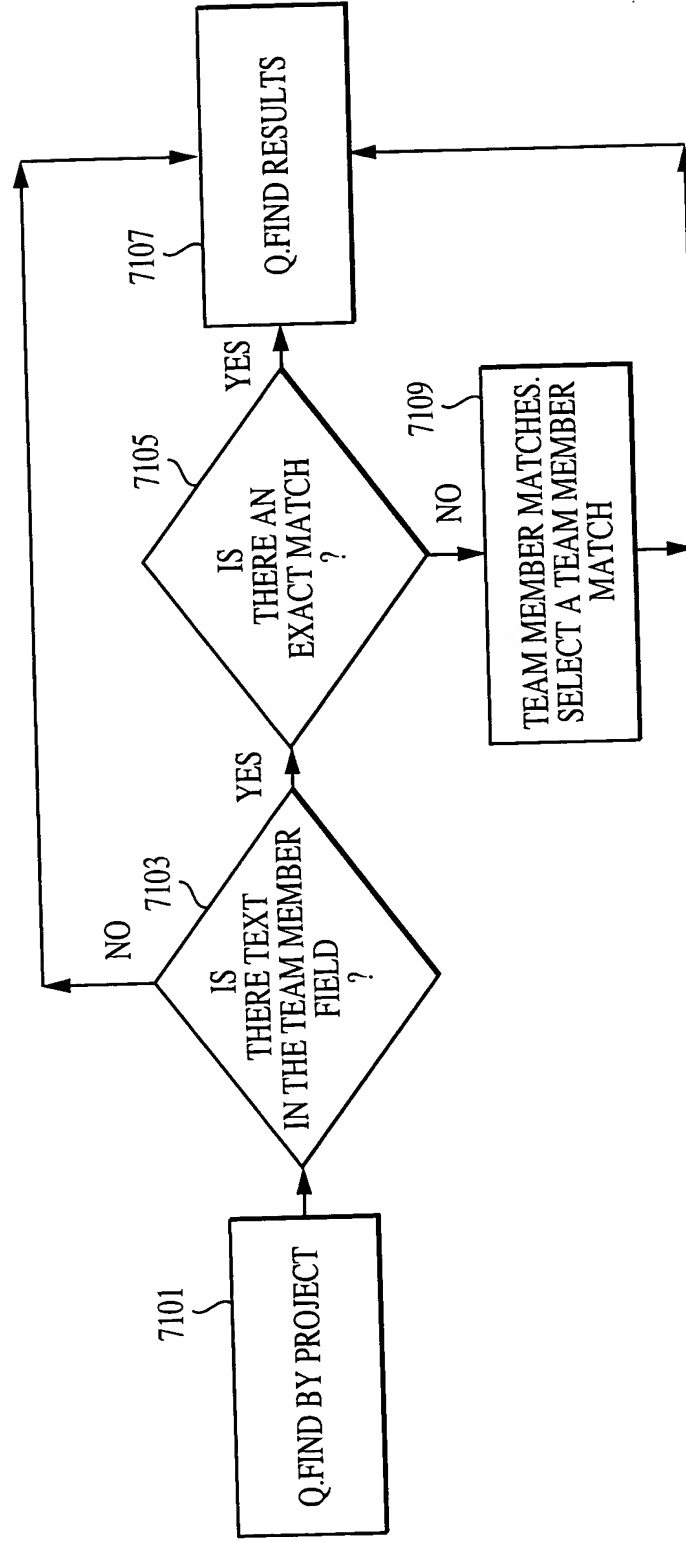 7101
Q.FIND BY PROJECT
7103
IS
THERE TEXT
IN THE TEAM MEMBER
FIELD
?
NO
YES
7105
IS
THERE AN
EXACT MATCH
?
YES
NO
7107
Q.FIND RESULTS
7109
TEAM MEMBER MATCHES.
SELECT A TEAM MEMBER
MATCH